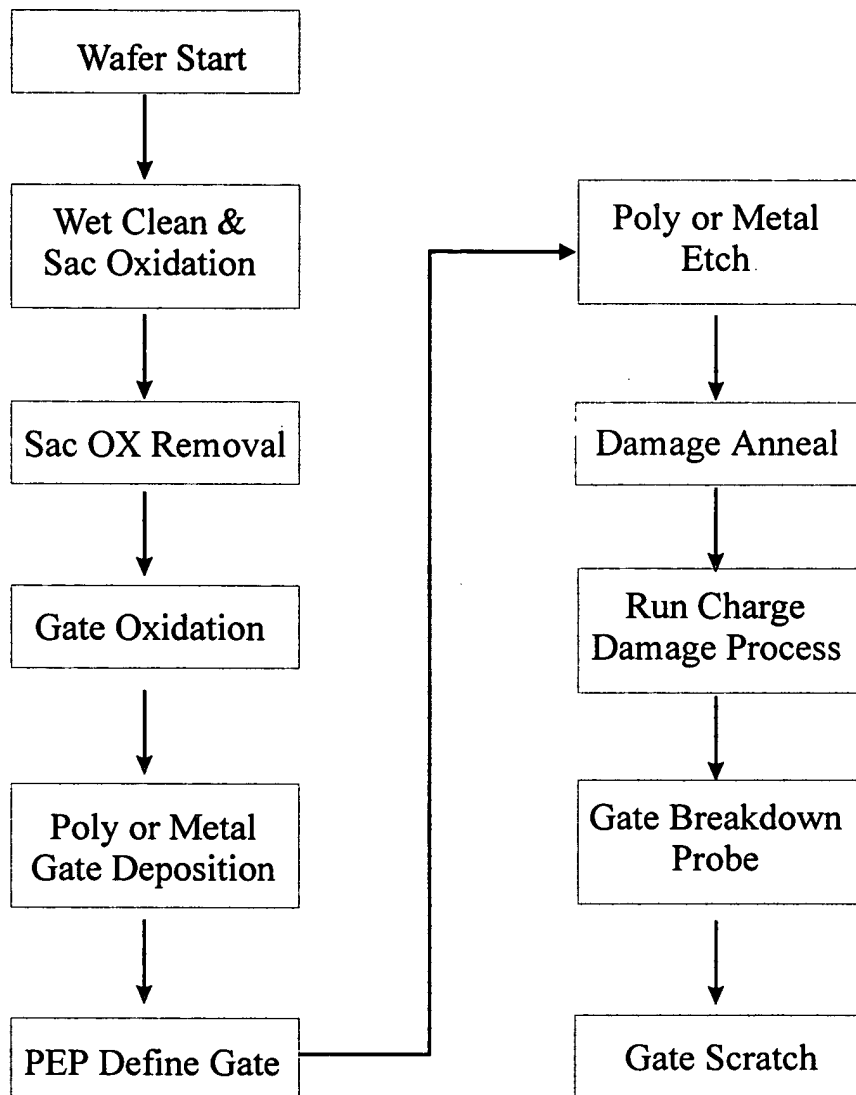 Wafer Start
Wet Clean &
Sac Oxidation
Sac OX Removal
Gate Oxidation
Poly or Metal
Gate Deposition
PEP Define Gate
Poly or Metal
Etch
Damage Anneal
Run Charge
Damage Process
Gate Breakdown
Probe
Gate Scratch